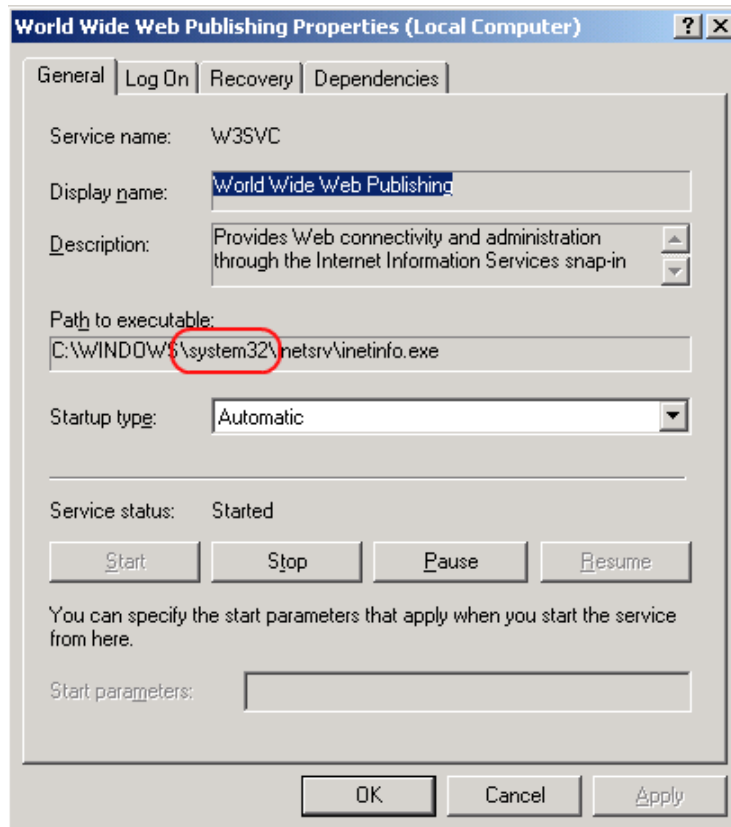 World Wide Web Publishing Properties (Local Computer)
General Log On Recovery Dependencies
Service name: W3SVC
Display name: World Wide Web Publishing
Description: Provides Web connectivity and administration
through the Internet Information Services snap-in
Path to executable:
C:\WINDOWS\system32\inetsrv\inetinfo.exe
Startup type: Automatic
Service status: Started
Start Stop Pause Resume
You can specify the start parameters that apply when you start the service
from here.
Start parameters:
OK Cancel Apply